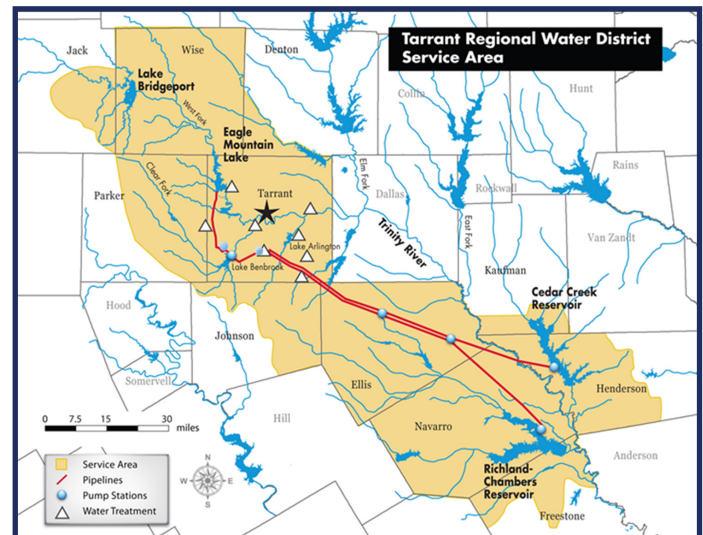 Tarrant Regional Water District
Service Area
Jack
Wise
Denton
Collin
Hunt
Lake
Bridgeport
West Fork
Eagle
Mountain
Lake
Clear Fork
Elm Fork
Rains
Parker
Tarrant
Dallas
Rockwall
East Fork
Trinity River
Van Zandt
Lake Arlington
Lake Benbrook
Kaufman
Cedar Creek
Reservoir
Hood
Johnson
Somervell
Ellis
Henderson
Hill
Navarro
Anderson
Richland-
Chambers
Reservoir
Freestone
0 7.5 15 30 miles
Service Area
Pipelines
Pump Stations
Water Treatment
N
W E
S